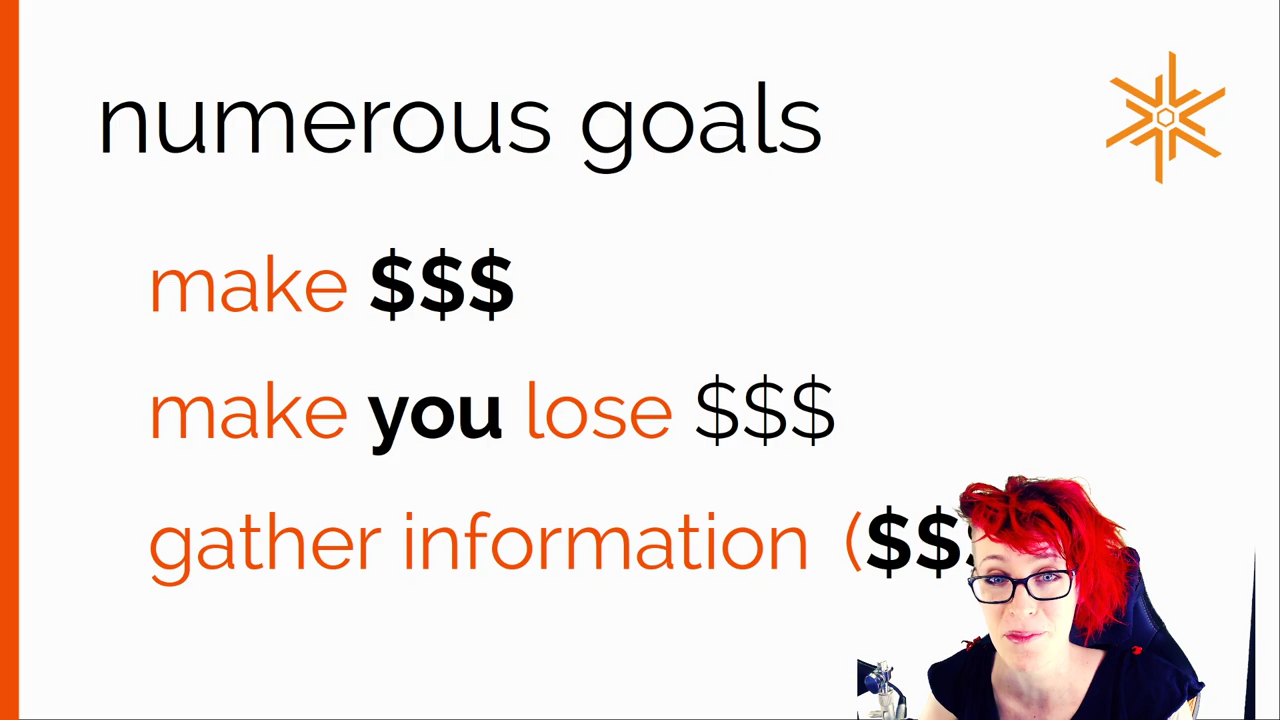 numerous goals
make $$$
make you lose $$$
gather information ($$